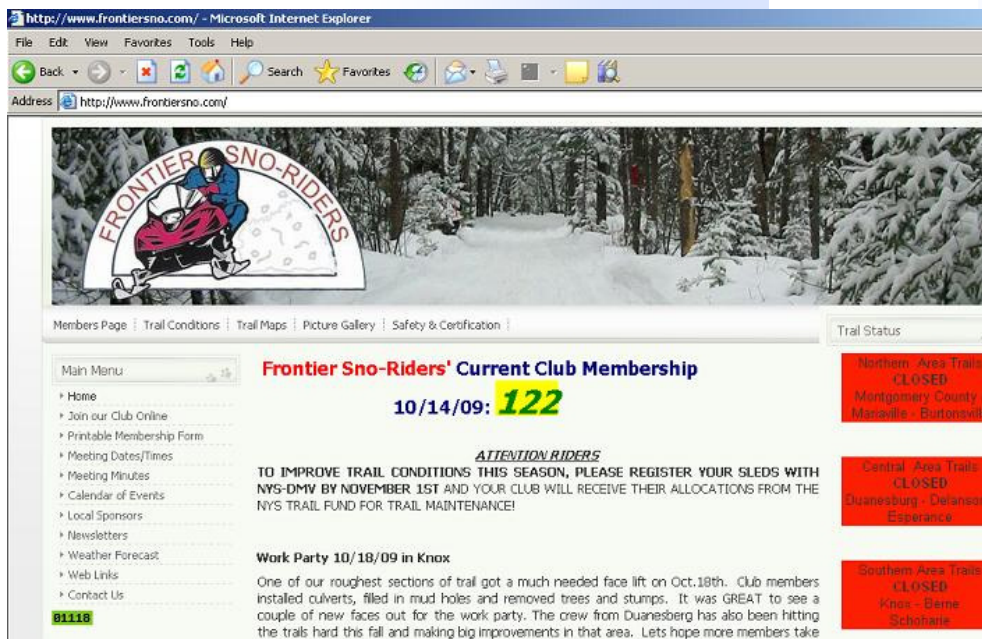 http://www.frontiersno.com/ - Microsoft Internet Explorer
File Edit View Favorites Tools Help
Back Search Favorites
Address http://www.frontiersno.com/
FRONTIER SNO-RIDERS
Members Page Trail Conditions Trail Maps Picture Gallery Safety & Certification
Main Menu
Home
Join our Club Online
Printable Membership Form
Meeting Dates/Times
Meeting Minutes
Calendar of Events
Local Sponsors
Newsletters
Weather Forecast
Web Links
Contact Us
01118
Frontier Sno-Riders' Current Club Membership
10/14/09: 122
ATTENTION RIDERS
TO IMPROVE TRAIL CONDITIONS THIS SEASON, PLEASE REGISTER YOUR SLEDS WITH
NYS-DMV BY NOVEMBER 1ST AND YOUR CLUB WILL RECEIVE THEIR ALLOCATIONS FROM THE
NYS TRAIL FUND FOR TRAIL MAINTENANCE!
Work Party 10/18/09 in Knox
One of our roughest sections of trail got a much needed face lift on Oct.18th. Club members
installed culverts, filled in mud holes and removed trees and stumps. It was GREAT to see a
couple of new faces out for the work party. The crew from Duanesberg has also been hitting
the trails hard this fall and making big improvements in that area. Lets hope more members take
Trail Status
Northern Area Trails
CLOSED
Montgomery County
Mariaville - Burtonsvill
Central Area Trails
CLOSED
Duanesburg - Delanson
Esperance
Southern Area Trails
CLOSED
Knox - Berne
Schoharie